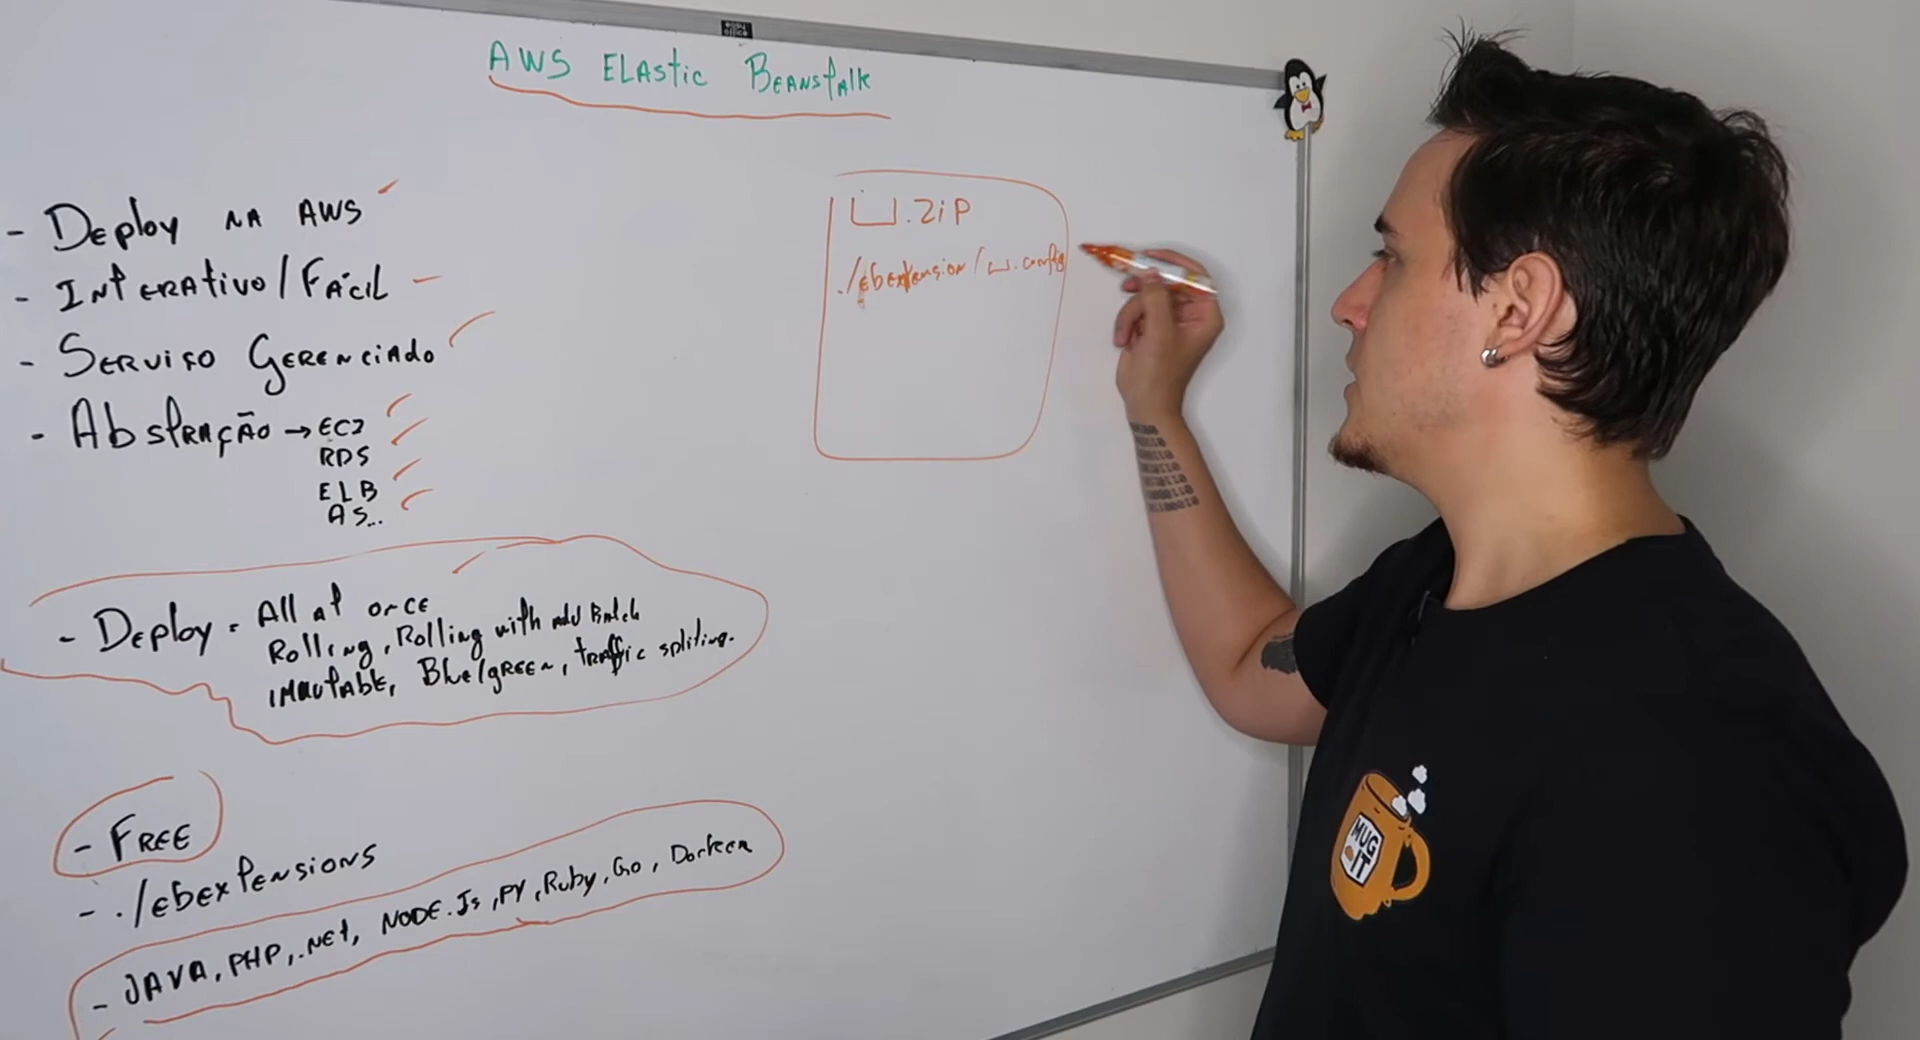 AWS Elastic Beanstalk
- Deploy na AWS
- Interativo/Fácil
- Serviço Gerenciado
- Abstração → EC2
RDS
ELB
AS...
- Deploy = All at once
Rolling, Rolling with add Batch
immutable, Blue/green, traffic spliting.
- Free
- ./ebextensions
- JAVA, PHP, .Net, NODE.Js, PY, Ruby, Go, Docker
.zip
./ebextension/ .config
MUG
IT